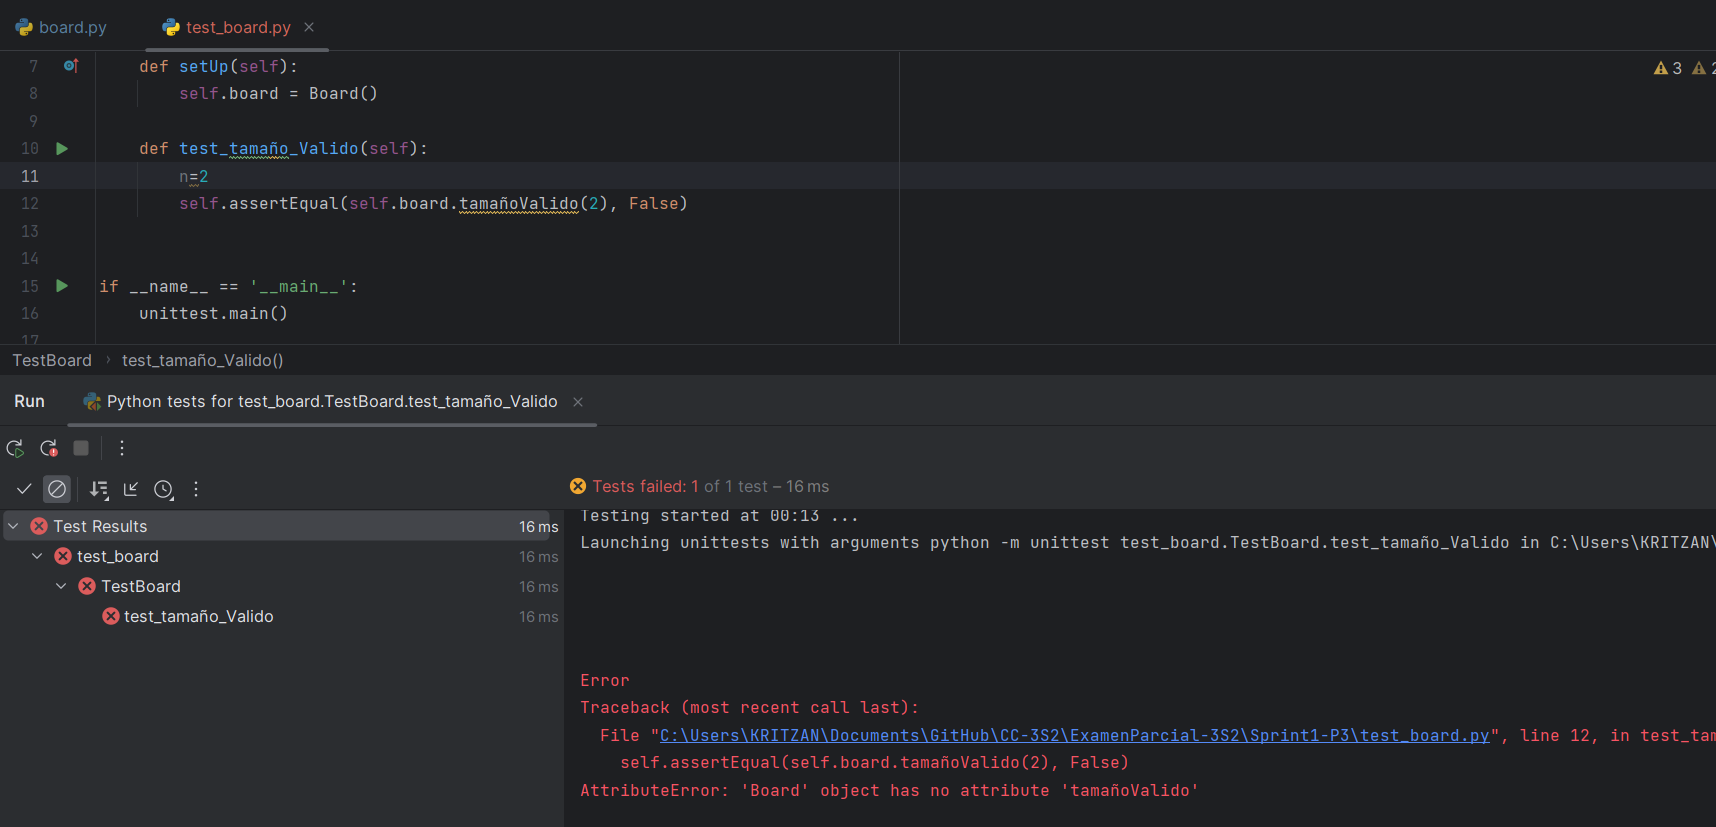 board.py test_board.py
7 def setUp(self):
3 2
8 self.board = Board()
9
10 def test_tamaño_Valido(self):
11 n=2
12 self.assertEqual(self.board.tamañoValido(2), False)
13
14
15 if __name__ == '__main__':
16 unittest.main()
17
TestBoard › test_tamaño_Valido()
Run Python tests for test_board.TestBoard.test_tamaño_Valido
Tests failed: 1 of 1 test – 16 ms
Test Results 16 ms
test_board 16 ms
TestBoard 16 ms
test_tamaño_Valido 16 ms
Testing started at 00:13 ...
Launching unittests with arguments python -m unittest test_board.TestBoard.test_tamaño_Valido in C:\Users\KRITZAN\
Error
Traceback (most recent call last):
File "C:\Users\KRITZAN\Documents\GitHub\CC-3S2\ExamenParcial-3S2\Sprint1-P3\test_board.py", line 12, in test_tam
self.assertEqual(self.board.tamañoValido(2), False)
AttributeError: 'Board' object has no attribute 'tamañoValido'